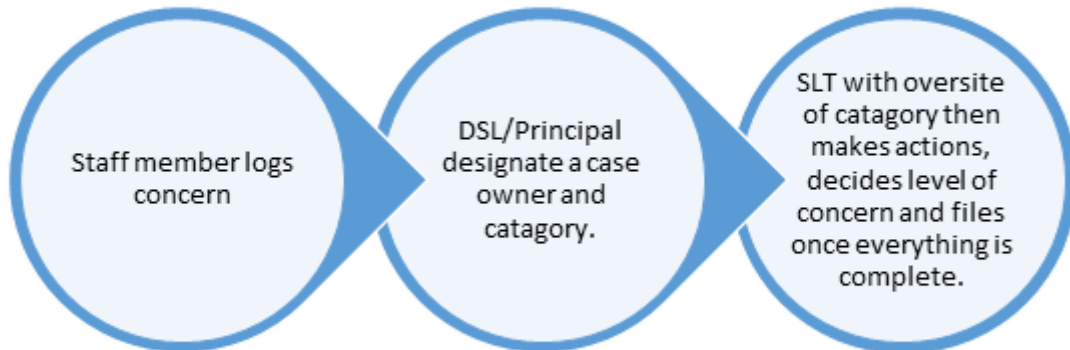 Staff member logs
concern
DSL/Principal
designate a case
owner and
catagory.
SLT with oversite
of catagory then
makes actions,
decides level of
concern and files
once everything is
complete.